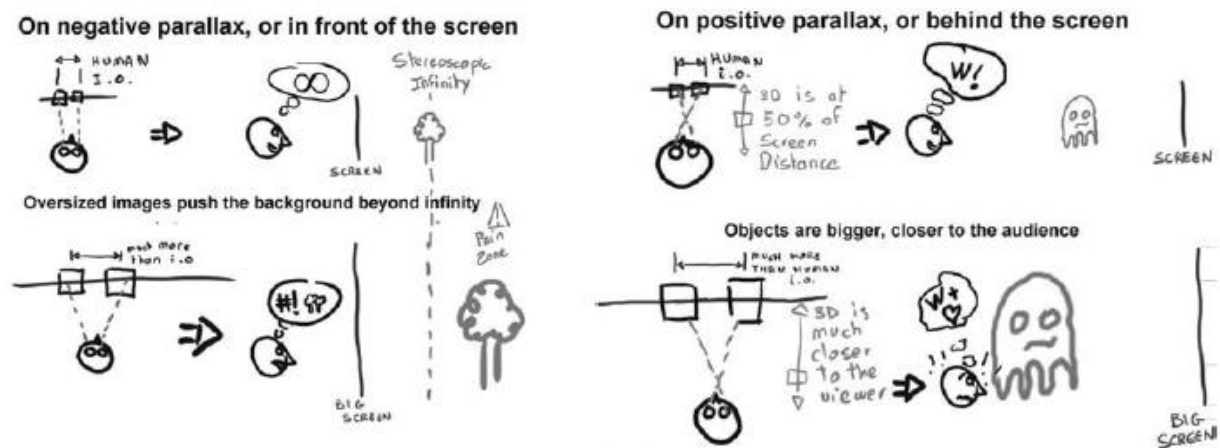 On negative parallax, or in front of the screen
HUMAN
I.O.
∞
Stereoscopic
Infinity
SCREEN
Oversized images push the background beyond infinity
much more
than i.o
#!
Pain
Zone
BIG
SCREEN
On positive parallax, or behind the screen
HUMAN
i.o.
3D is at
50% of
Screen
Distance
W!
SCREEN
Objects are bigger, closer to the audience
MUCH MORE
THAN HUMAN
i.o.
3D is
much
closer
to the
viewer
W+
BIG
SCREEN